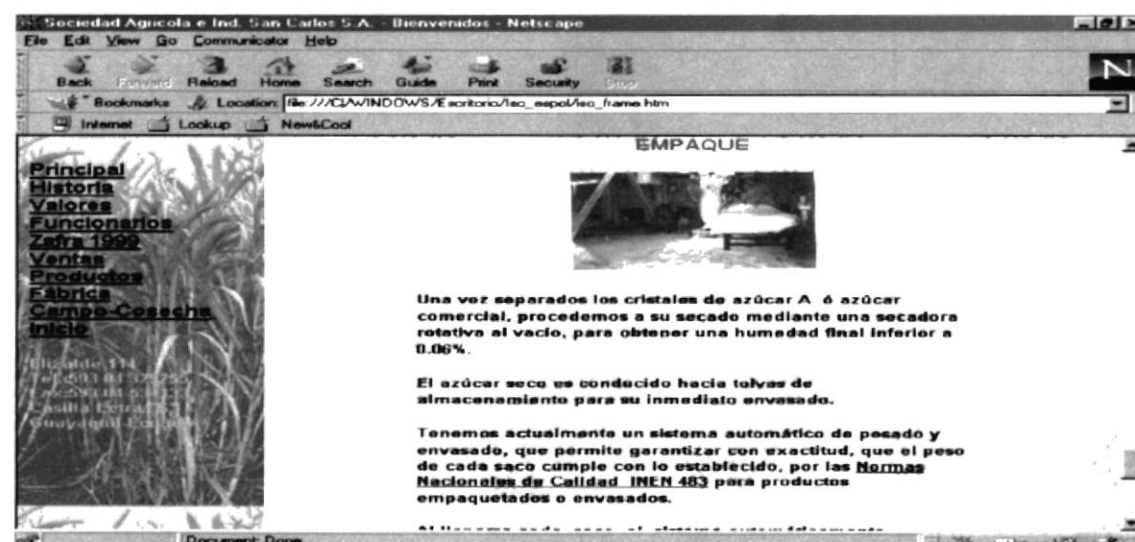 Sociedad Agricola e Ind. San Carlos S.A. - Bienvenidos - Netscape
File Edit View Go Communicator Help
Back Forward Reload Home Search Guide Print Security Stop
N
Bookmarks Location: file:///C|/WINDOWS/Escritorio/Iso_espol/iso_frame.htm
Internet Lookup New&Cool
Principal
Historia
Valores
Funcionarios
Zafra 1999
Ventas
Productos
Fábrica
Campo-Cosecha
Inicio
Elizalde 114
Casilla
Guayaquil
EMPAQUE
Una vez separados los cristales de azúcar A ó azúcar
comercial, procedemos a su secado mediante una secadora
rotativa al vacío, para obtener una humedad final inferior a
0.06%.
El azúcar seco es conducido hacia tolvas de
almacenamiento para su inmediato envasado.
Tenemos actualmente un sistema automático de pesado y
envasado, que permite garantizar con exactitud, que el peso
de cada saco cumple con lo establecido, por las Normas
Nacionales de Calidad INEN 483 para productos
empaquetados o envasados.
Document: Done